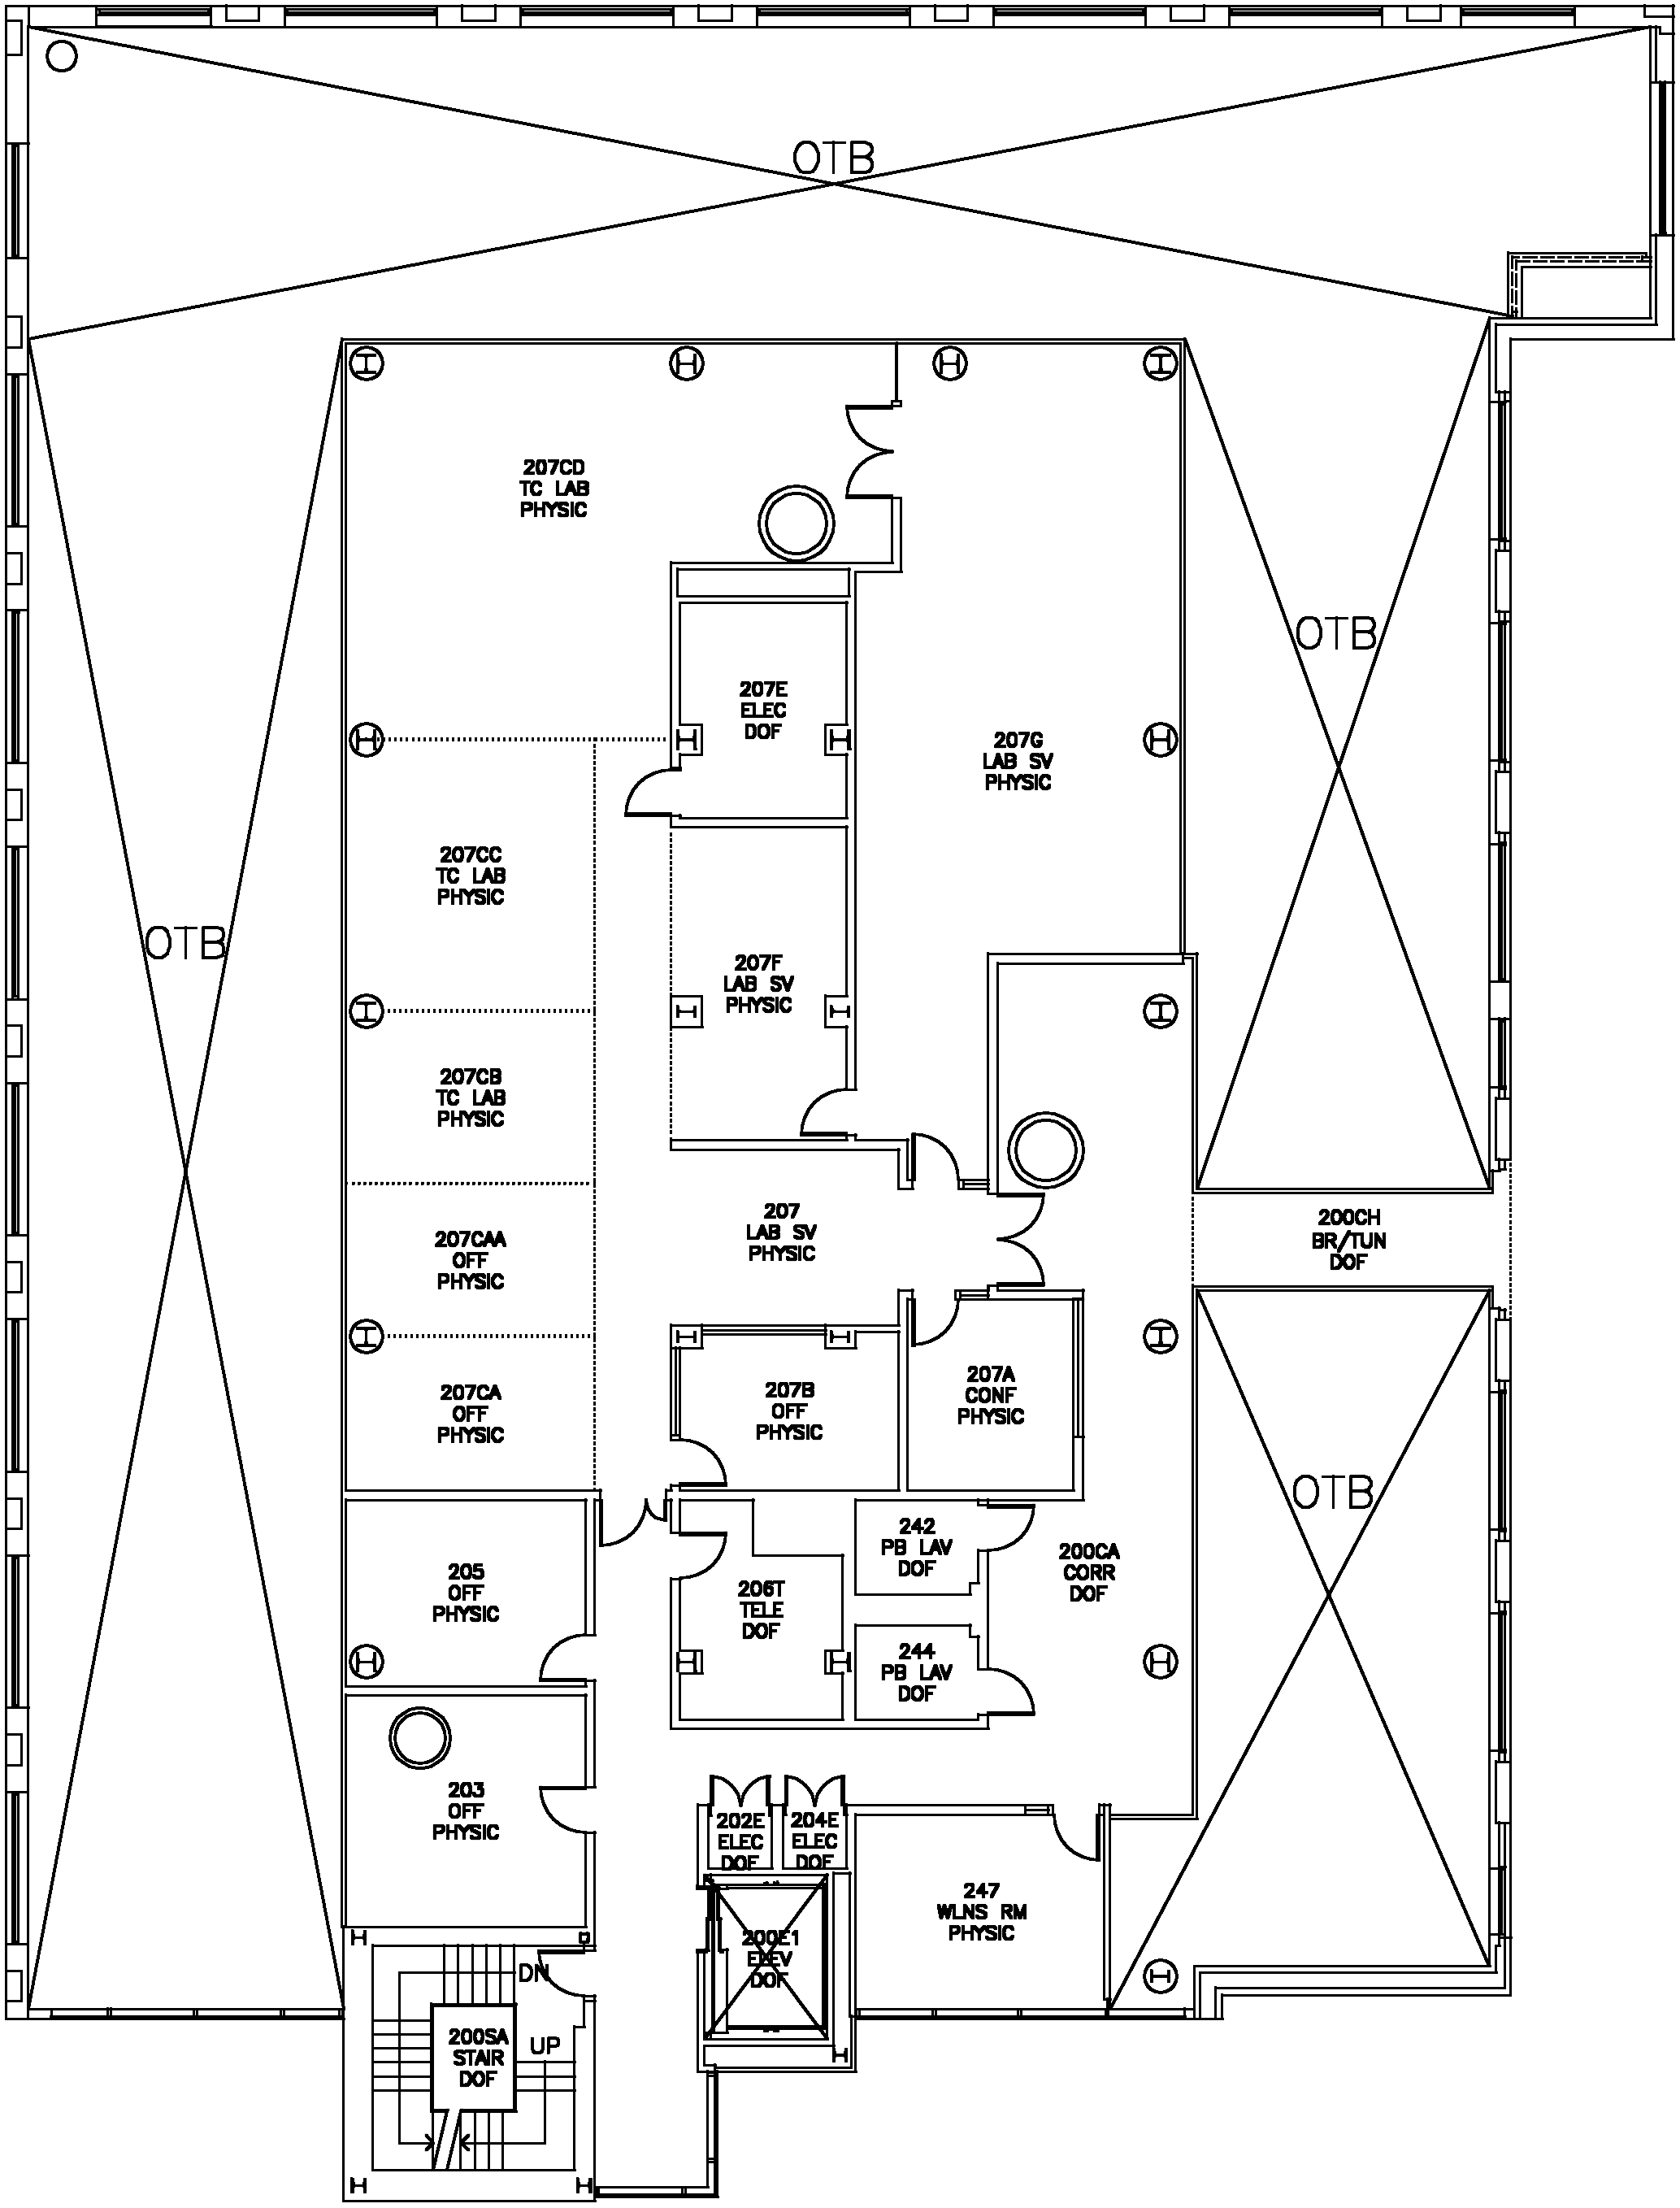 OTB
207CD
TC LAB
PHYSIC
OTB
207E
ELEC
DOF
207G
LAB SV
PHYSIC
207CC
TC LAB
PHYSIC
OTB
207F
LAB SV
PHYSIC
207CB
TC LAB
PHYSIC
207
LAB SV
PHYSIC
200CH
BR/TUN
DOF
207CAA
OFF
PHYSIC
207CA
OFF
PHYSIC
207B
OFF
PHYSIC
207A
CONF
PHYSIC
OTB
242
PB LAV
DOF
200CA
CORR
DOF
205
OFF
PHYSIC
206T
TELE
DOF
244
PB LAV
DOF
203
OFF
PHYSIC
202E
ELEC
DOF
204E
ELEC
DOF
247
WLNS RM
PHYSIC
200E1
ELEV
DOF
DN
200SA
STAIR
DOF
UP